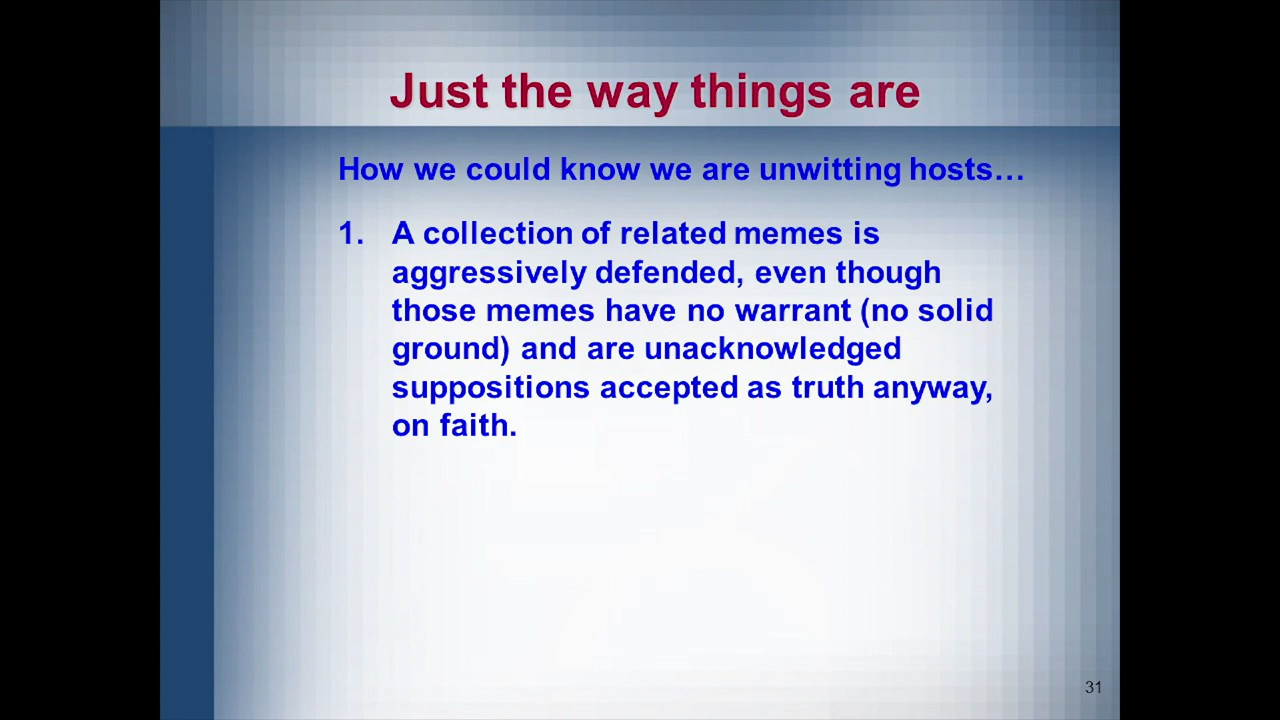 Just the way things are
How we could know we are unwitting hosts…
1. A collection of related memes is
aggressively defended, even though
those memes have no warrant (no solid
ground) and are unacknowledged
suppositions accepted as truth anyway,
on faith.
31